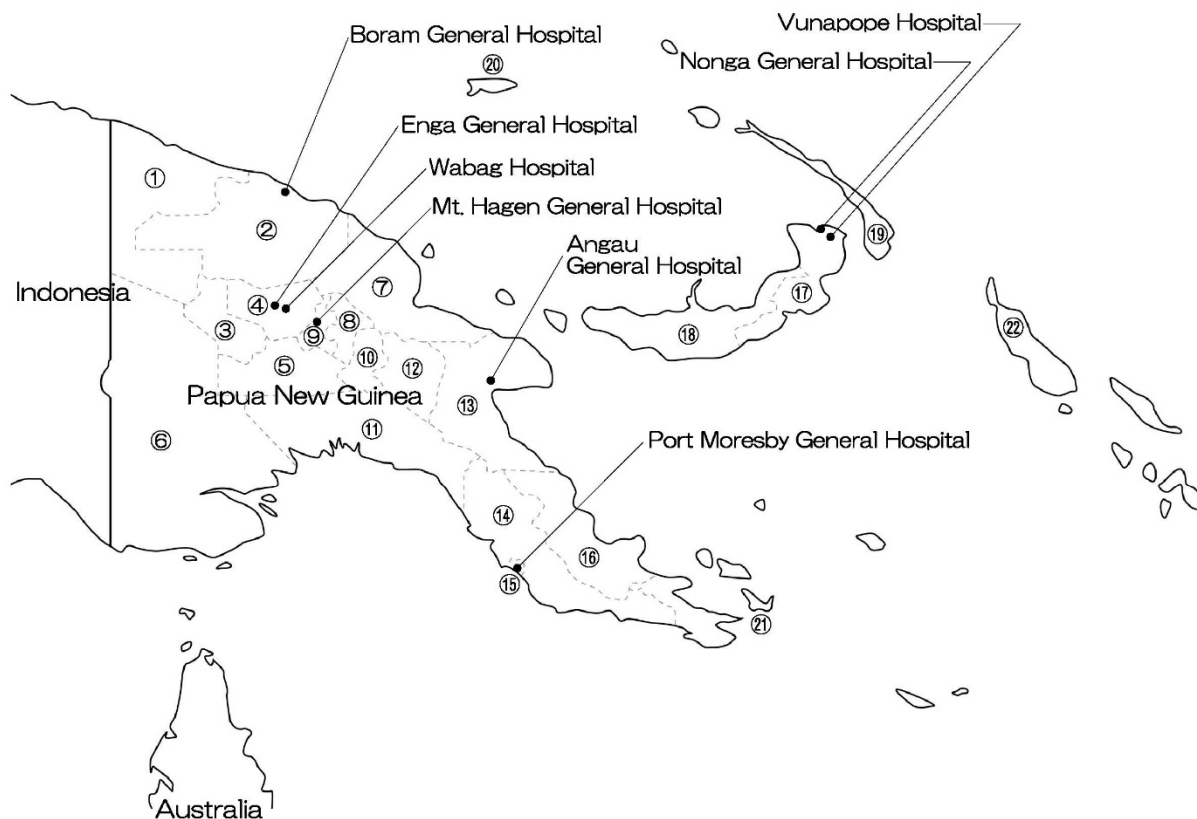 Vunapope Hospital
Boram General Hospital
Nonga General Hospital
⑳
Enga General Hospital
Wabag Hospital
①
Mt. Hagen General Hospital
②
⑲
Angau
General Hospital
Indonesia
⑦
⑰
④
③
⑨
⑧
⑱
㉒
⑤
⑩
⑫
Papua New Guinea
⑬
⑥
⑪
Port Moresby General Hospital
⑭
⑯
⑮
㉑
Australia